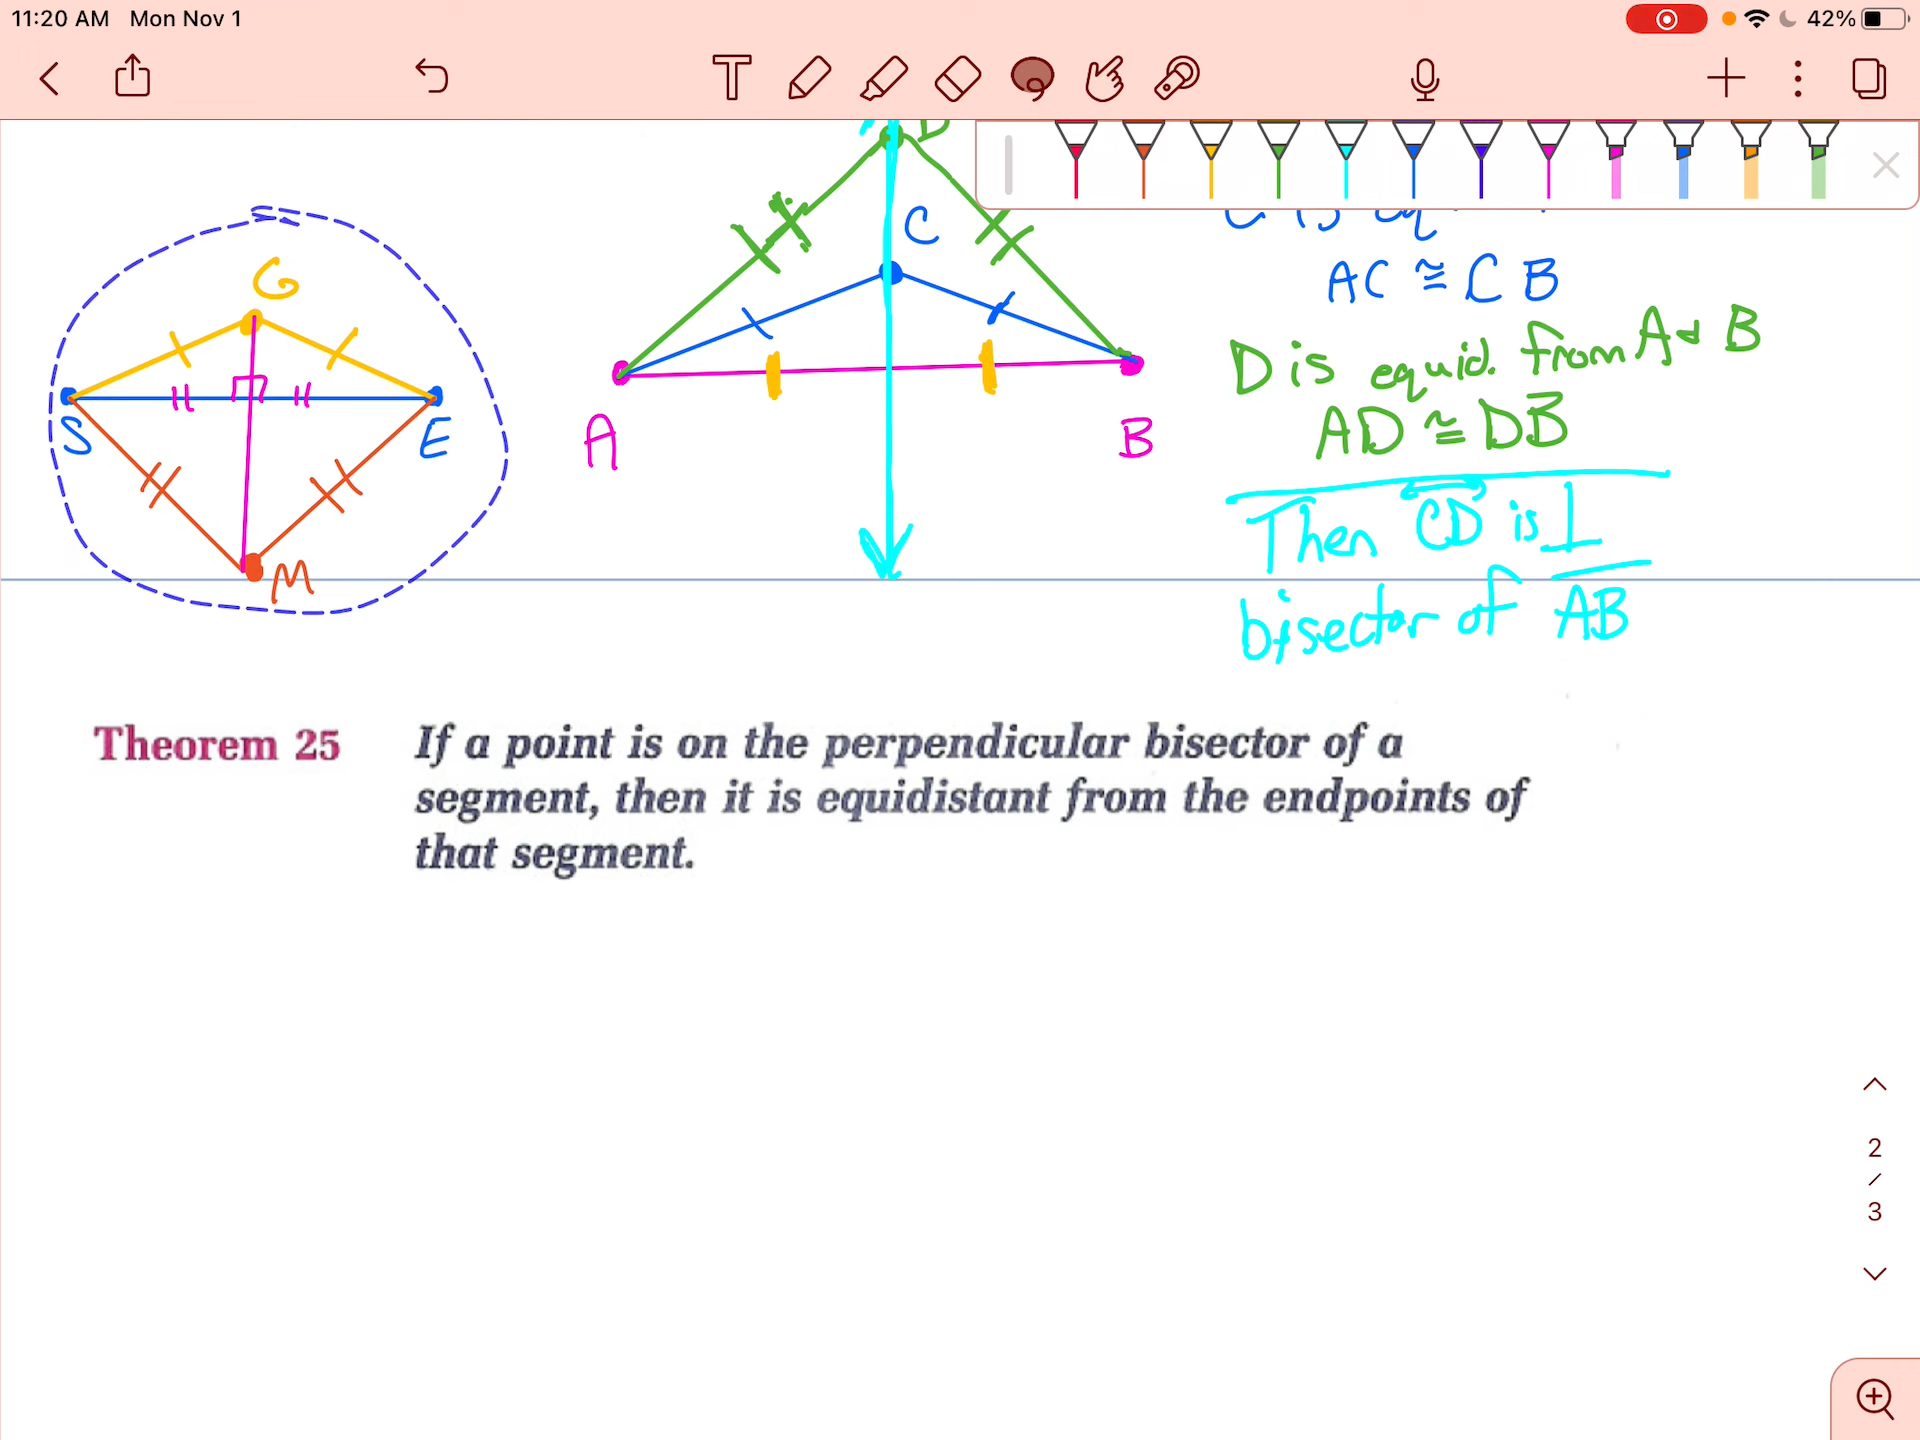 11:20 AM Mon Nov 1
42%
D
C
G
S
E
M
A
B
C is eq
AC ≅ CB
D is equid. from A & B
AD ≅ DB
Then CD is ⊥
bisector of AB
Theorem 25 If a point is on the perpendicular bisector of a
segment, then it is equidistant from the endpoints of
that segment.
2
/
3